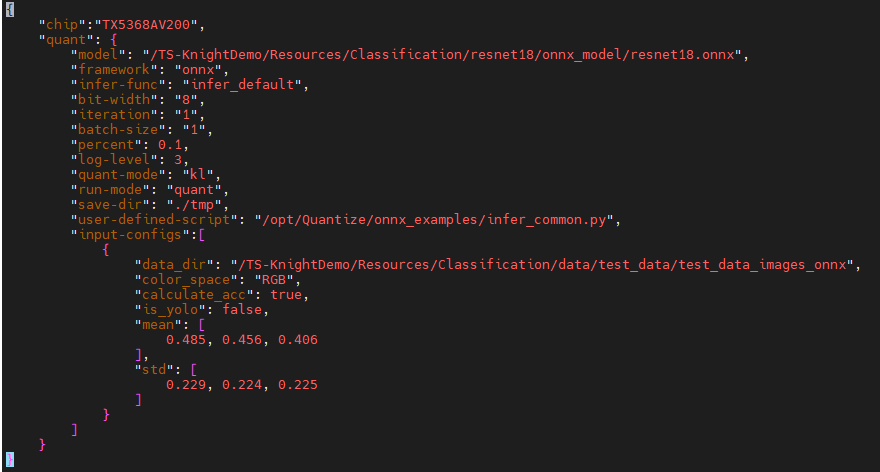 {
    "chip":"TX5368AV200",
    "quant": {
        "model": "/TS-KnightDemo/Resources/Classification/resnet18/onnx_model/resnet18.onnx",
        "framework": "onnx",
        "infer-func": "infer_default",
        "bit-width": "8",
        "iteration": "1",
        "batch-size": "1",
        "percent": 0.1,
        "log-level": 3,
        "quant-mode": "kl",
        "run-mode": "quant",
        "save-dir": "./tmp",
        "user-defined-script": "/opt/Quantize/onnx_examples/infer_common.py",
        "input-configs":[
            {
                "data_dir": "/TS-KnightDemo/Resources/Classification/data/test_data/test_data_images_onnx",
                "color_space": "RGB",
                "calculate_acc": true,
                "is_yolo": false,
                "mean": [
                    0.485, 0.456, 0.406
                ],
                "std": [
                    0.229, 0.224, 0.225
                ]
            }
        ]
    }
}